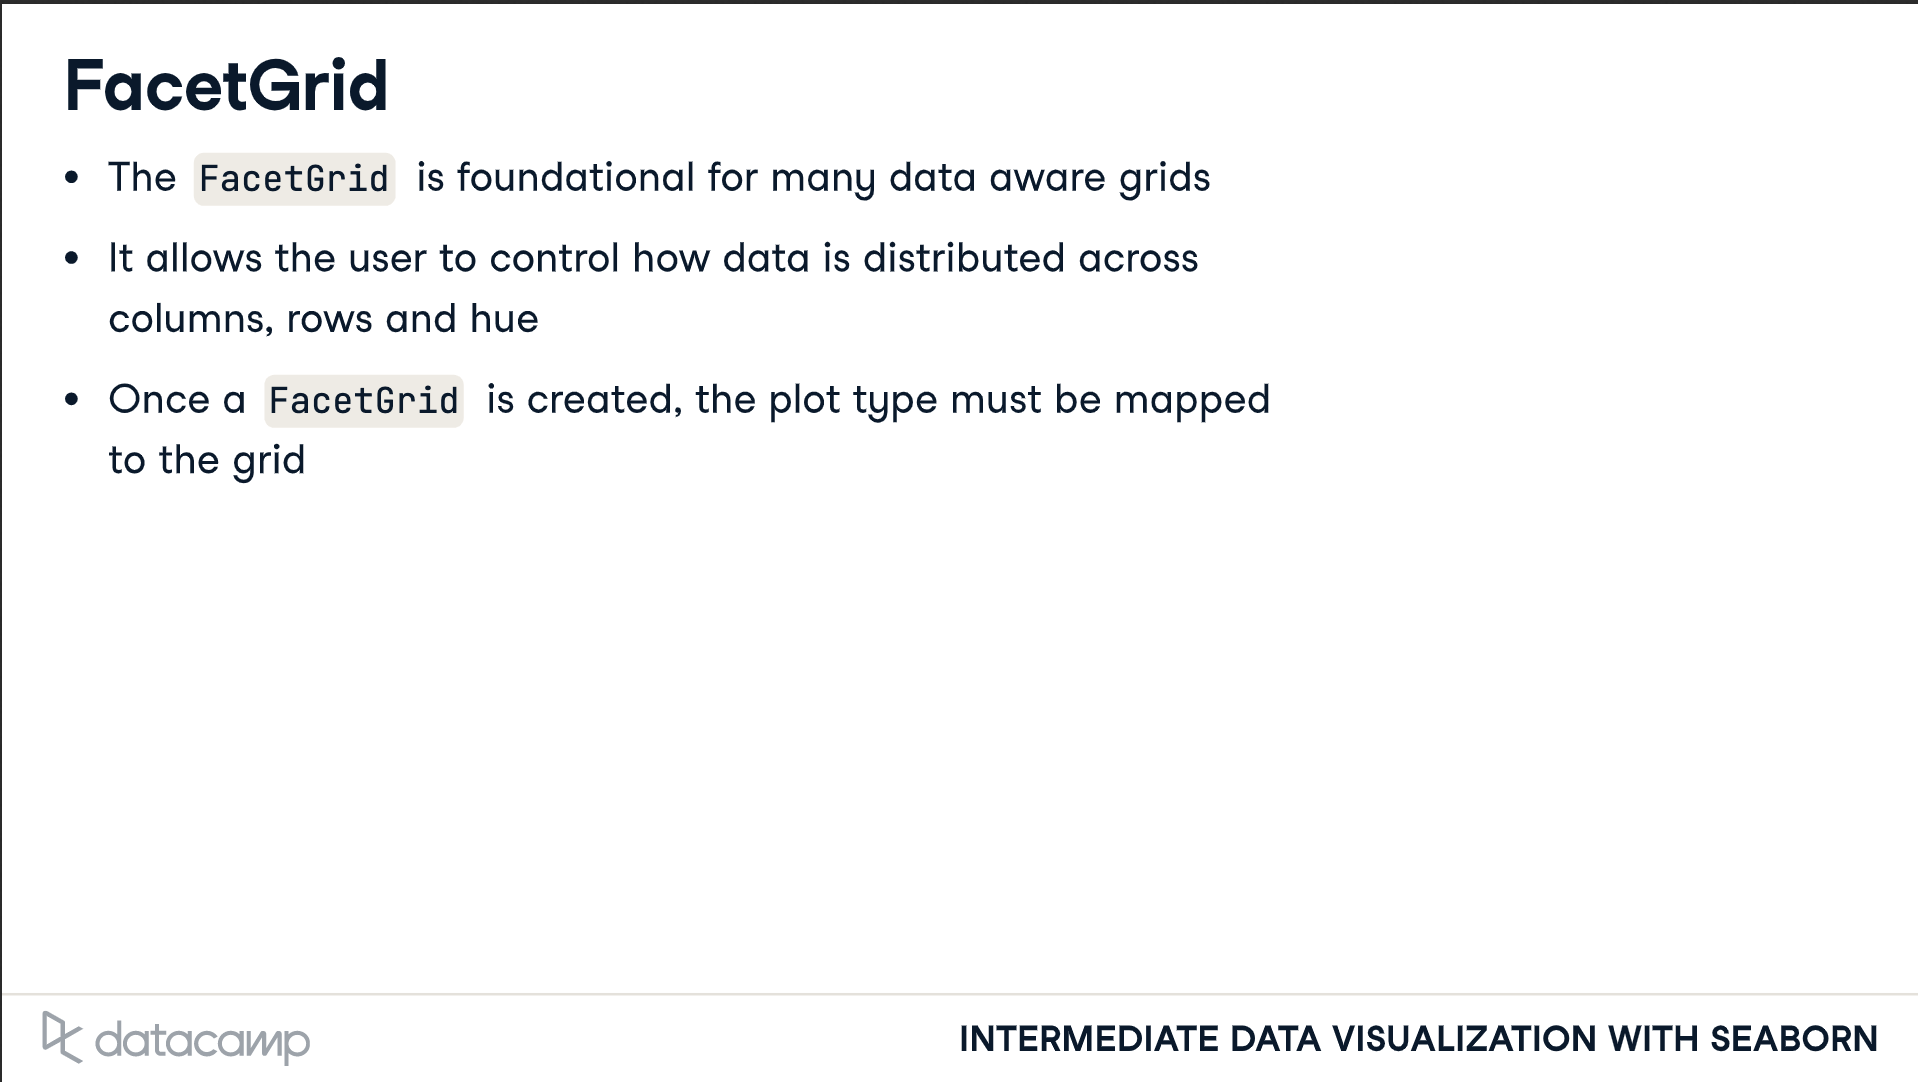 FacetGrid
• The FacetGrid is foundational for many data aware grids
• It allows the user to control how data is distributed across
columns, rows and hue
• Once a FacetGrid is created, the plot type must be mapped
to the grid
datacamp
INTERMEDIATE DATA VISUALIZATION WITH SEABORN